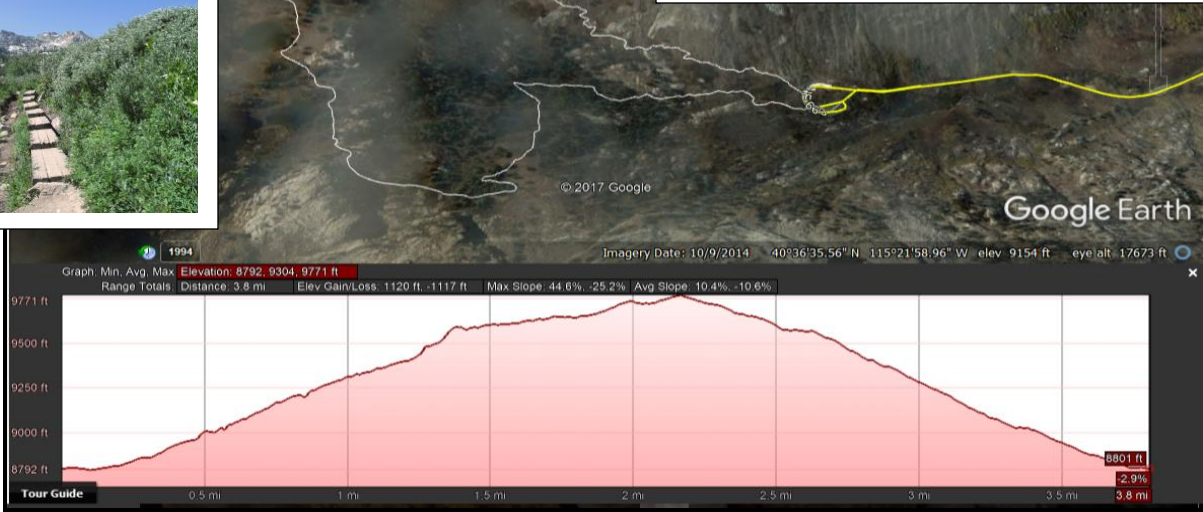 © 2017 Google
Google Earth
1994
Imagery Date: 10/9/2014 40°36'35.56" N 115°21'58.96" W elev 9154 ft eye alt 17673 ft
Graph: Min, Avg, Max Elevation: 8792, 9304, 9771 ft
Range Totals: Distance: 3.8 mi Elev Gain/Loss: 1120 ft, -1117 ft Max Slope: 44.6%, -25.2% Avg Slope: 10.4%, -10.6%
9771 ft
9500 ft
9250 ft
9000 ft
8792 ft
8801 ft
-2.9%
Tour Guide 0.5 mi 1 mi 1.5 mi 2 mi 2.5 mi 3 mi 3.5 mi 3.8 mi